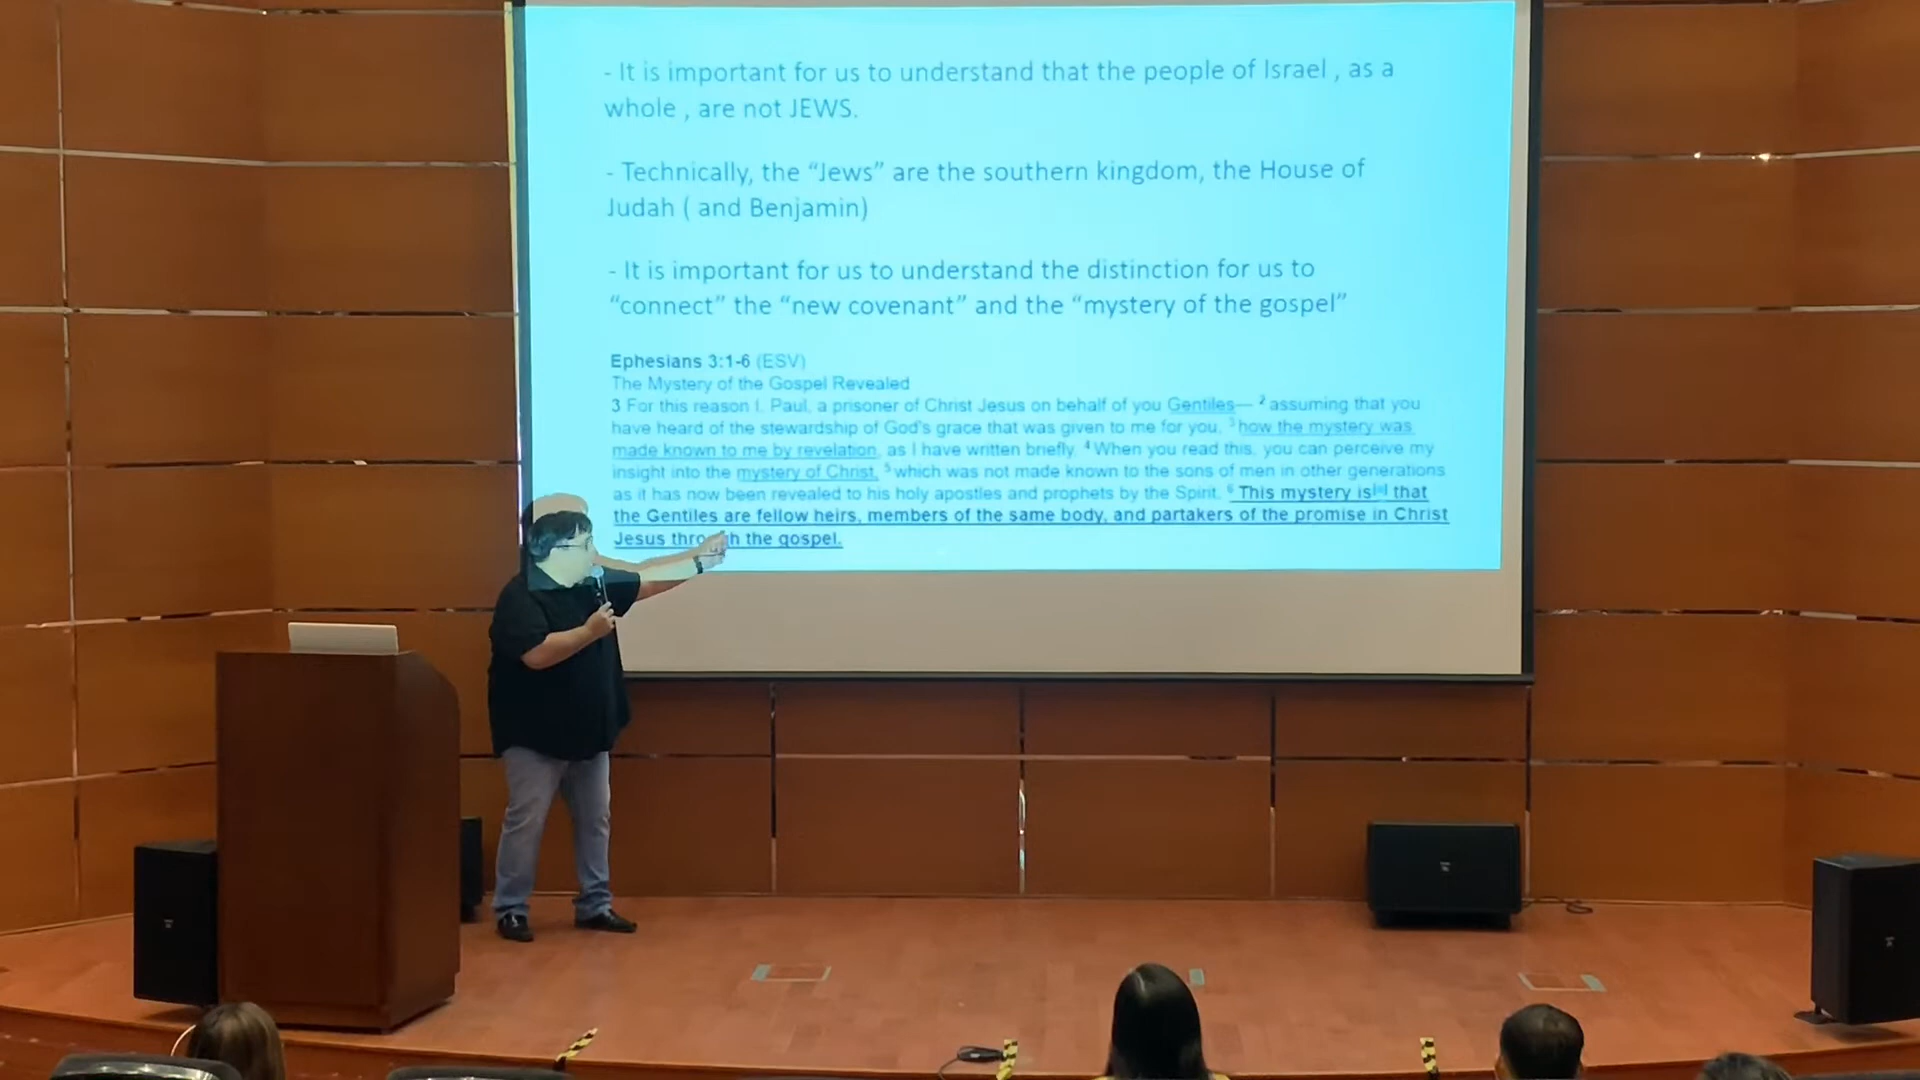 - It is important for us to understand that the people of Israel , as a
whole , are not JEWS.
- Technically, the “Jews” are the southern kingdom, the House of
Judah ( and Benjamin)
- It is important for us to understand the distinction for us to
“connect” the “new covenant” and the “mystery of the gospel”
Ephesians 3:1-6 (ESV)
The Mystery of the Gospel Revealed
3 For this reason I, Paul, a prisoner of Christ Jesus on behalf of you Gentiles— 2 assuming that you
have heard of the stewardship of God's grace that was given to me for you, 3 how the mystery was
made known to me by revelation, as I have written briefly. 4 When you read this, you can perceive my
insight into the mystery of Christ, 5 which was not made known to the sons of men in other generations
as it has now been revealed to his holy apostles and prophets by the Spirit. 6 This mystery is[a] that
the Gentiles are fellow heirs, members of the same body, and partakers of the promise in Christ
Jesus through the gospel.